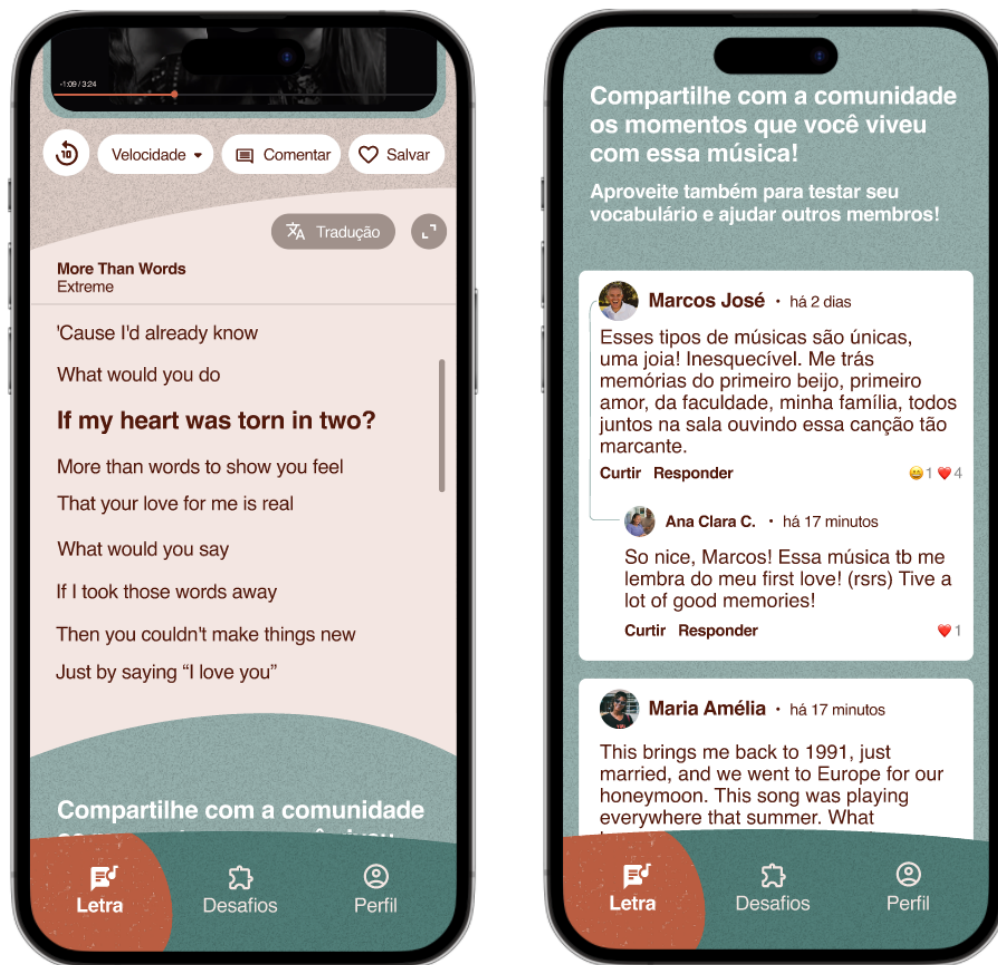 -1:09 / 3:24
10
Velocidade
Comentar
Salvar
Tradução
More Than Words
Extreme
'Cause I'd already know
What would you do
If my heart was torn in two?
More than words to show you feel
That your love for me is real
What would you say
If I took those words away
Then you couldn't make things new
Just by saying “I love you”
Compartilhe com a comunidade
Letra
Desafios
Perfil
Compartilhe com a comunidade
os momentos que você viveu
com essa música!
Aproveite também para testar seu
vocabulário e ajudar outros membros!
Marcos José · há 2 dias
Esses tipos de músicas são únicas,
uma joia! Inesquecível. Me trás
memórias do primeiro beijo, primeiro
amor, da faculdade, minha família, todos
juntos na sala ouvindo essa canção tão
marcante.
Curtir Responder 😄1 ❤️4
Ana Clara C. · há 17 minutos
So nice, Marcos! Essa música tb me
lembra do meu first love! (rsrs) Tive a
lot of good memories!
Curtir Responder ❤️1
Maria Amélia · há 17 minutos
This brings me back to 1991, just
married, and we went to Europe for our
honeymoon. This song was playing
everywhere that summer. What
Letra
Desafios
Perfil